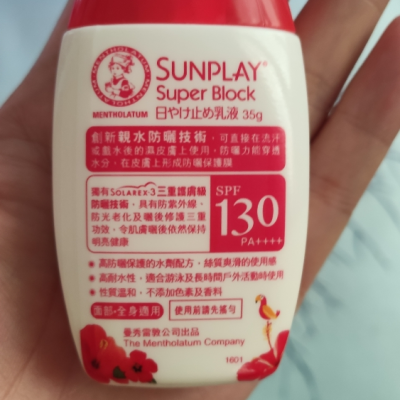 MENTHOLATUM
SUNPLAY®
Super Block
日やけ止め乳液 35g
創新親水防曬技術，可直接在去汗
或戲水後的濕皮膚上使用，防曬力能穿透
水分，在皮膚上形成防曬保護膜
獨有SOLAREX-3三重護膚級
防曬技術，具有防紫外線，
防光老化及曬後修護三重
功效，令肌膚曬後依然保持
明亮健康
SPF
130
PA++++
高防曬保護的水劑配方，絲質爽滑的使用感
高耐水性，適合游泳及長時間戶外活動時使用
性質溫和，不添加色素及香料
面部・全身適用
使用前請先搖勻
曼秀雷敦公司出品
The Mentholatum Company
1601